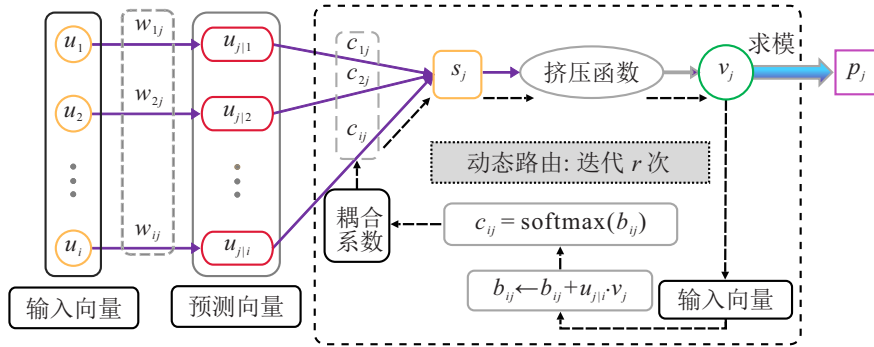 u₁ w₁ⱼ uⱼ|₁ c₁ⱼ sⱼ 挤压函数 vⱼ 求模 pⱼ
u₂ w₂ⱼ uⱼ|₂ c₂ⱼ
cᵢⱼ
动态路由: 迭代 r 次
⋮ ⋮
uᵢ wᵢⱼ uⱼ|ᵢ
耦合
系数
cᵢⱼ = softmax(bᵢⱼ)
bᵢⱼ←bᵢⱼ+uⱼ|ᵢ·vⱼ
输入向量
输入向量 预测向量